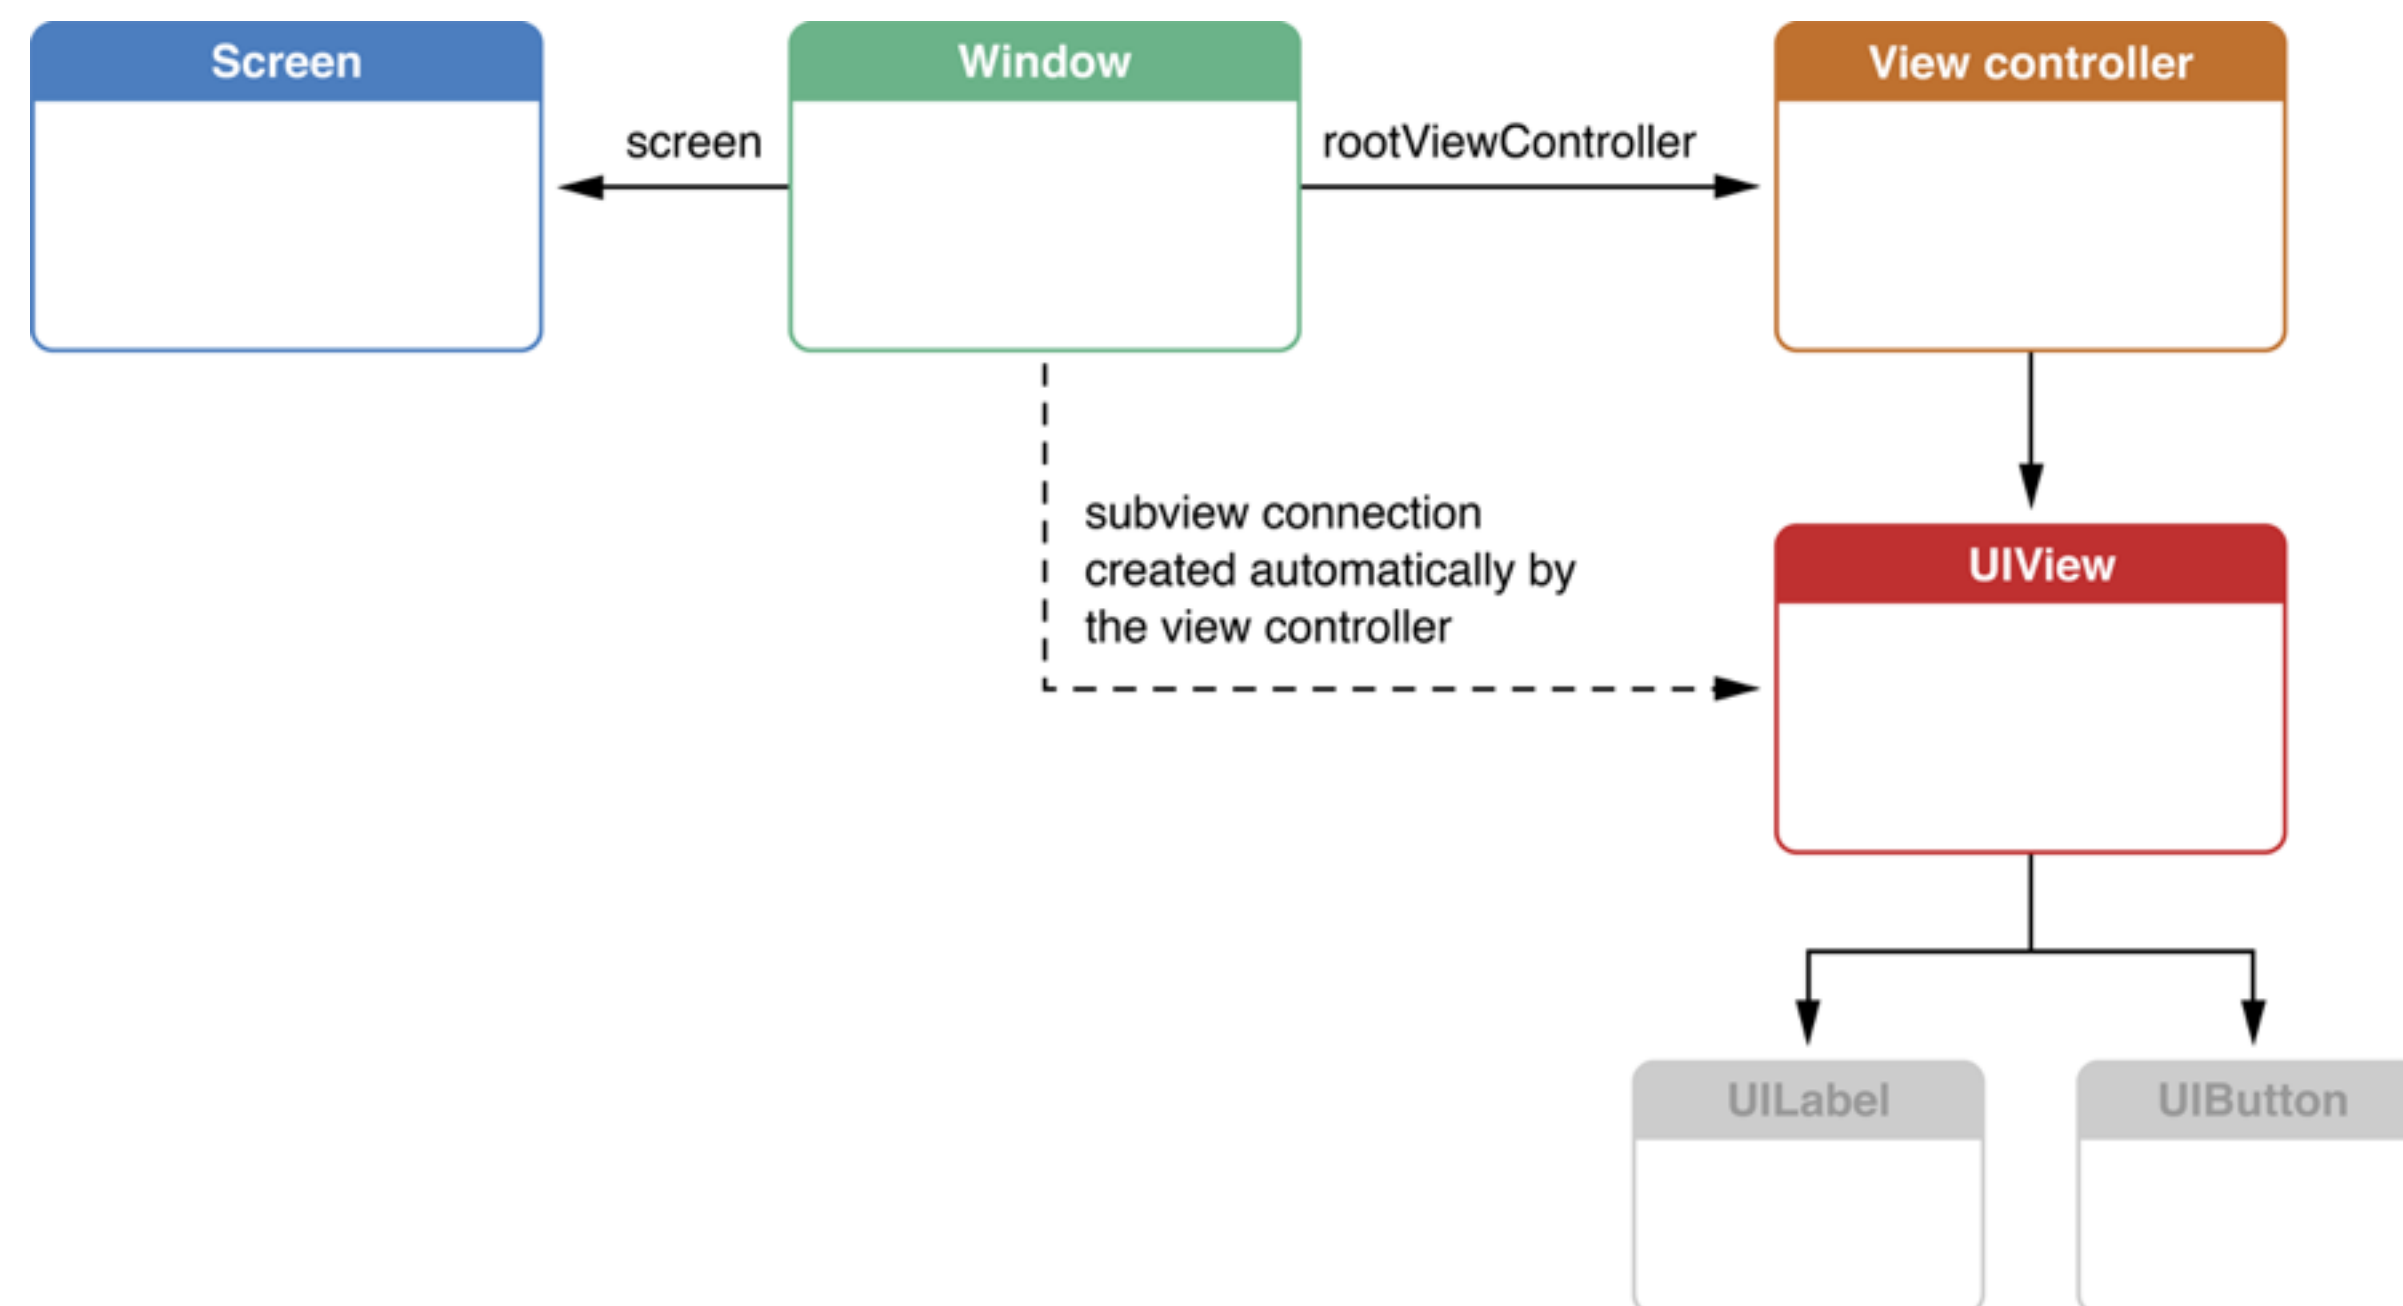 Screen
Window
View controller
screen
rootViewController
subview connection
created automatically by
the view controller
UIView
UILabel
UIButton